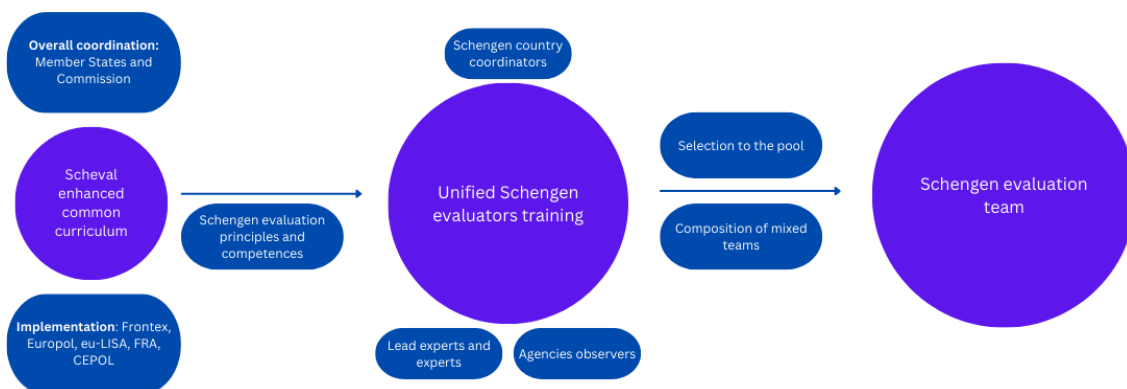 Overall coordination:
Member States and
Commission
Scheval
enhanced
common
curriculum
Implementation: Frontex,
Europol, eu-LISA, FRA,
CEPOL
Schengen evaluation
principles and
competences
Schengen country
coordinators
Unified Schengen
evaluators training
Lead experts and
experts
Agencies observers
Selection to the pool
Composition of mixed
teams
Schengen evaluation
team